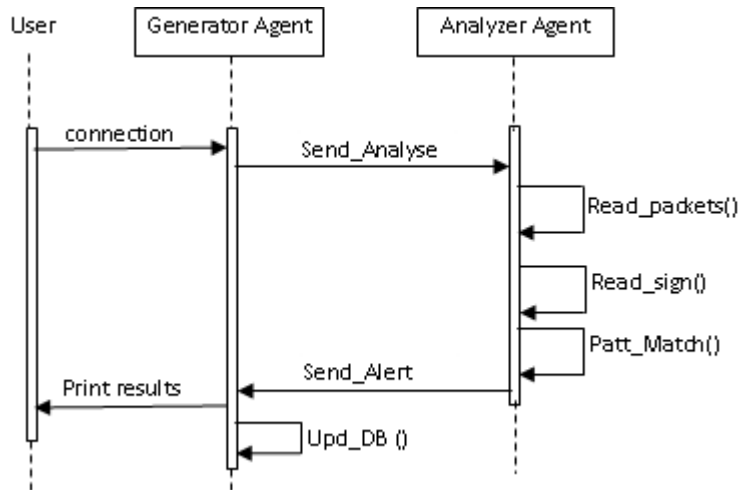 User
Generator Agent
Analyzer Agent
connection
Send_Analyse
Read_packets()
Read_sign()
Patt_Match()
Send_Alert
Print results
Upd_DB ()